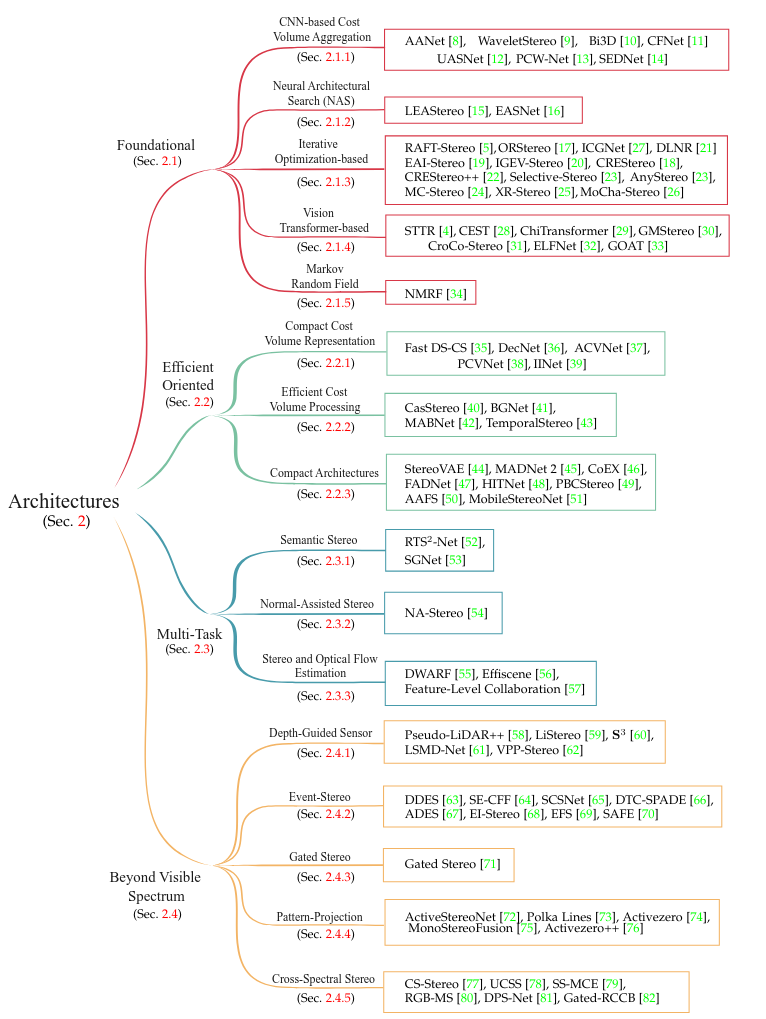 Architectures
(Sec. 2)
Foundational
(Sec. 2.1)
CNN-based Cost
Volume Aggregation
(Sec. 2.1.1)
AANet [8], WaveletStereo [9], Bi3D [10], CFNet [11]
UASNet [12], PCW-Net [13], SEDNet [14]
Neural Architectural
Search (NAS)
(Sec. 2.1.2)
LEAStereo [15], EASNet [16]
Iterative
Optimization-based
(Sec. 2.1.3)
RAFT-Stereo [5], ORStereo [17], ICGNet [27], DLNR [21]
EAI-Stereo [19], IGEV-Stereo [20], CREStereo [18],
CREStereo++ [22], Selective-Stereo [23], AnyStereo [23],
MC-Stereo [24], XR-Stereo [25], MoCha-Stereo [26]
Vision
Transformer-based
(Sec. 2.1.4)
STTR [4], CEST [28], ChiTransformer [29], GMStereo [30],
CroCo-Stereo [31], ELFNet [32], GOAT [33]
Markov
Random Field
(Sec. 2.1.5)
NMRF [34]
Efficient
Oriented
(Sec. 2.2)
Compact Cost
Volume Representation
(Sec. 2.2.1)
Fast DS-CS [35], DecNet [36], ACVNet [37],
PCVNet [38], IINet [39]
Efficient Cost
Volume Processing
(Sec. 2.2.2)
CasStereo [40], BGNet [41],
MABNet [42], TemporalStereo [43]
Compact Architectures
(Sec. 2.2.3)
StereoVAE [44], MADNet 2 [45], CoEX [46],
FADNet [47], HITNet [48], PBCStereo [49],
AAFS [50], MobileStereoNet [51]
Multi-Task
(Sec. 2.3)
Semantic Stereo
(Sec. 2.3.1)
RTS²-Net [52],
SGNet [53]
Normal-Assisted Stereo
(Sec. 2.3.2)
NA-Stereo [54]
Stereo and Optical Flow
Estimation
(Sec. 2.3.3)
DWARF [55], Effiscene [56],
Feature-Level Collaboration [57]
Beyond Visible
Spectrum
(Sec. 2.4)
Depth-Guided Sensor
(Sec. 2.4.1)
Pseudo-LiDAR++ [58], LiStereo [59], S³ [60],
LSMD-Net [61], VPP-Stereo [62]
Event-Stereo
(Sec. 2.4.2)
DDES [63], SE-CFF [64], SCSNet [65], DTC-SPADE [66],
ADES [67], EI-Stereo [68], EFS [69], SAFE [70]
Gated Stereo
(Sec. 2.4.3)
Gated Stereo [71]
Pattern-Projection
(Sec. 2.4.4)
ActiveStereoNet [72], Polka Lines [73], Activezero [74]
MonoStereoFusion [75], Activezero++ [76]
Cross-Spectral Stereo
(Sec. 2.4.5)
CS-Stereo [77], UCSS [78], SS-MCE [79],
RGB-MS [80], DPS-Net [81], Gated-RCCB [82]